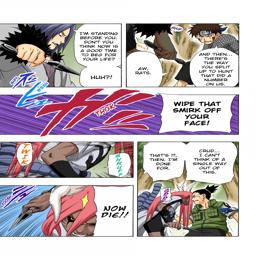 I'M STANDING
BEFORE YOU.
DON'T YOU
THINK NOW IS
A GOOD TIME
TO BEG FOR
YOUR LIFE?
HUH?!
AW,
RATS.
AND THEN...
THERE'S
THE WAY
YOU SPLIT
UP TO HUNT
THAT DID A
NUMBER ON
US.
WIPE THAT
SMIRK OFF
YOUR
FACE!
THAT'S
IT, THEN.
I'M DONE
FOR.
CRUD...
I CAN'T
THINK OF A
SINGLE WAY
OUT OF
THIS.
NOW
DIE!!